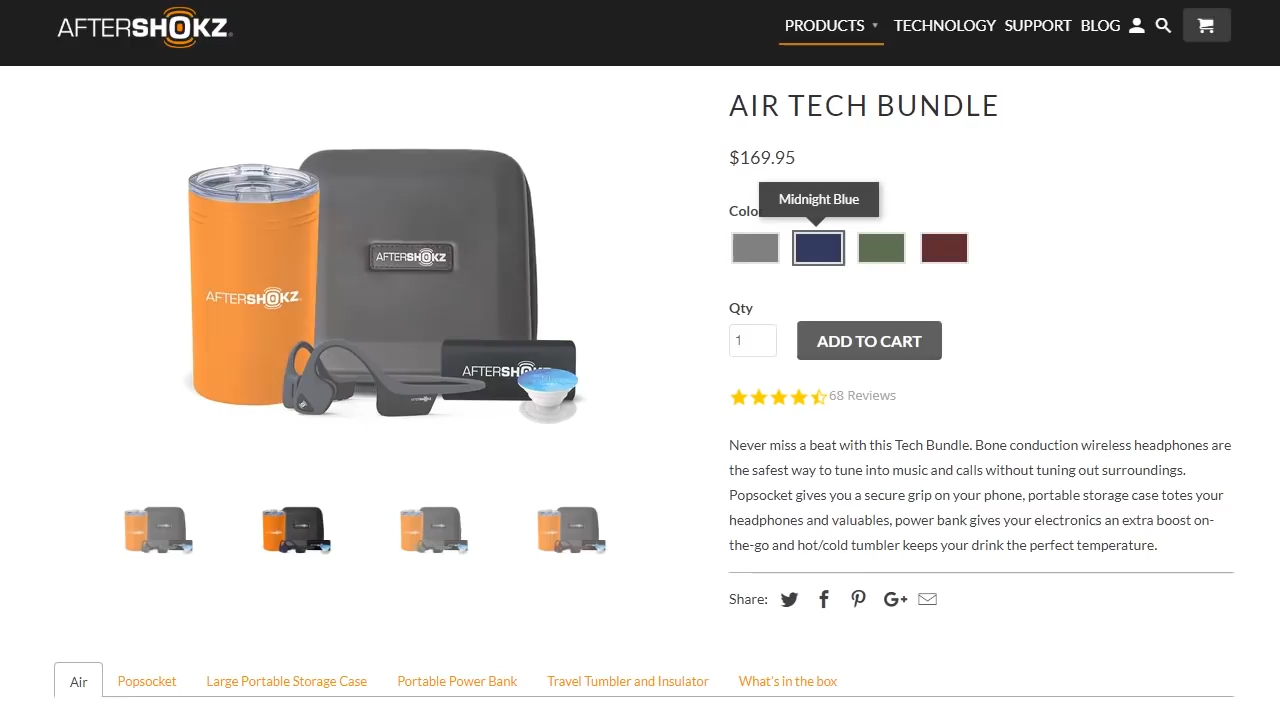 AFTERSHOKZ
PRODUCTS ▾ TECHNOLOGY SUPPORT BLOG
AIR TECH BUNDLE
$169.95
Midnight Blue
Color
AFTERSHOKZ
AFTERSHOKZ
AFTERSHOKZ
Qty
1 ADD TO CART
68 Reviews
Never miss a beat with this Tech Bundle. Bone conduction wireless headphones are
the safest way to tune into music and calls without tuning out surroundings.
Popsocket gives you a secure grip on your phone, portable storage case totes your
headphones and valuables, power bank gives your electronics an extra boost on-
the-go and hot/cold tumbler keeps your drink the perfect temperature.
Share:
Air Popsocket Large Portable Storage Case Portable Power Bank Travel Tumbler and Insulator What's in the box